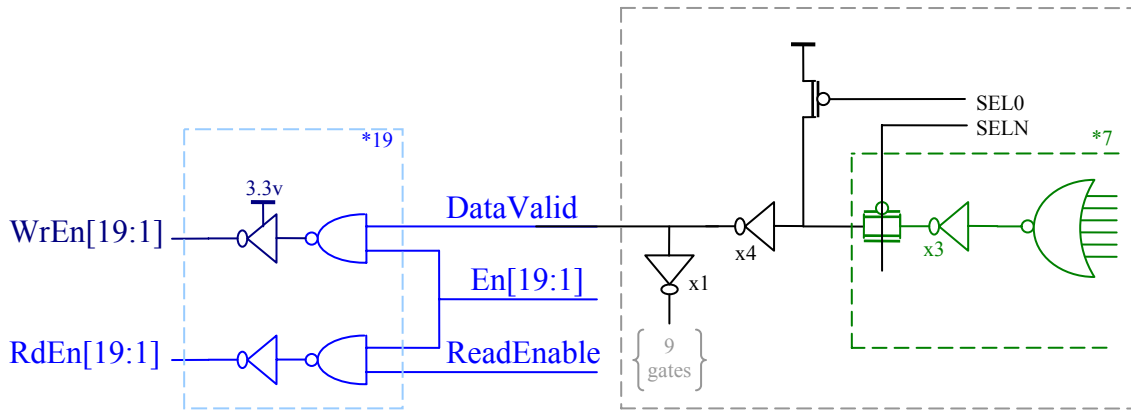 SEL0
SELN
*19
*7
3.3v
DataValid
WrEn[19:1]
x4
x3
En[19:1]
x1
RdEn[19:1]
ReadEnable
9
gates